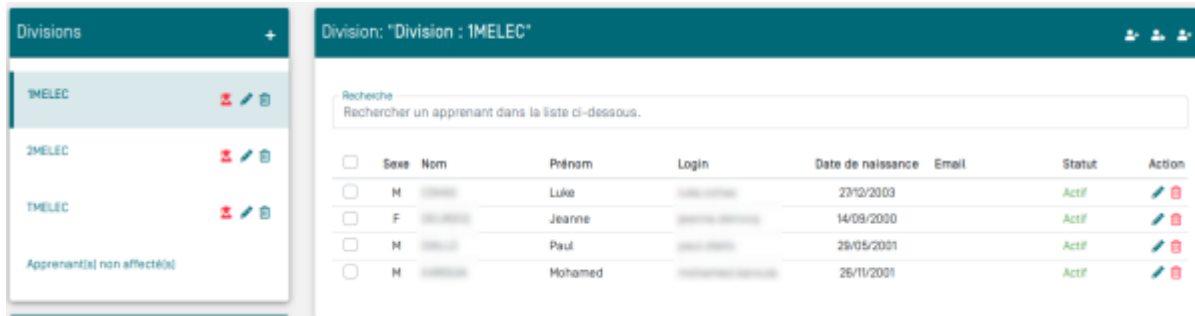 Divisions +
1MELEC
2MELEC
TMELEC
Apprenant(s) non affecté(s)
Division: "Division : 1MELEC"
Recherche
Rechercher un apprenant dans la liste ci-dessous.
Sexe Nom Prénom Login Date de naissance Email Statut Action
M Luke 27/12/2003 Actif
F Jeanne 14/09/2000 Actif
M Paul 29/05/2001 Actif
M Mohamed 26/11/2001 Actif